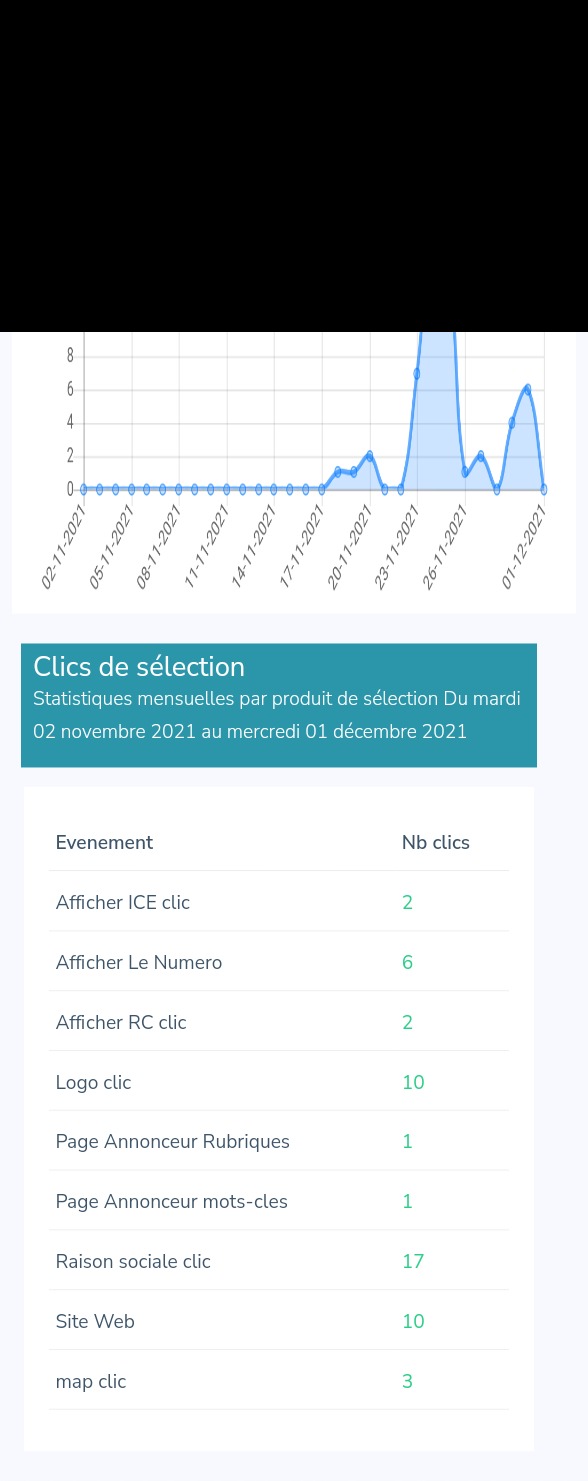 8
6
4
2
0
02-11-2021
05-11-2021
08-11-2021
11-11-2021
14-11-2021
17-11-2021
20-11-2021
23-11-2021
26-11-2021
01-12-2021
Clics de sélection
Statistiques mensuelles par produit de sélection Du mardi
02 novembre 2021 au mercredi 01 décembre 2021
Evenement Nb clics
Afficher ICE clic 2
Afficher Le Numero 6
Afficher RC clic 2
Logo clic 10
Page Annonceur Rubriques 1
Page Annonceur mots-cles 1
Raison sociale clic 17
Site Web 10
map clic 3